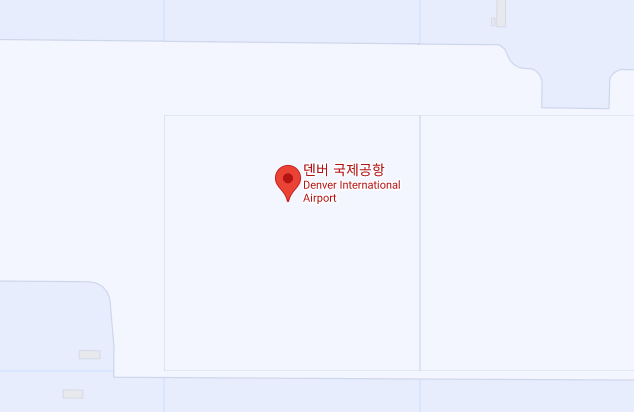 덴버 국제공항
Denver International
Airport